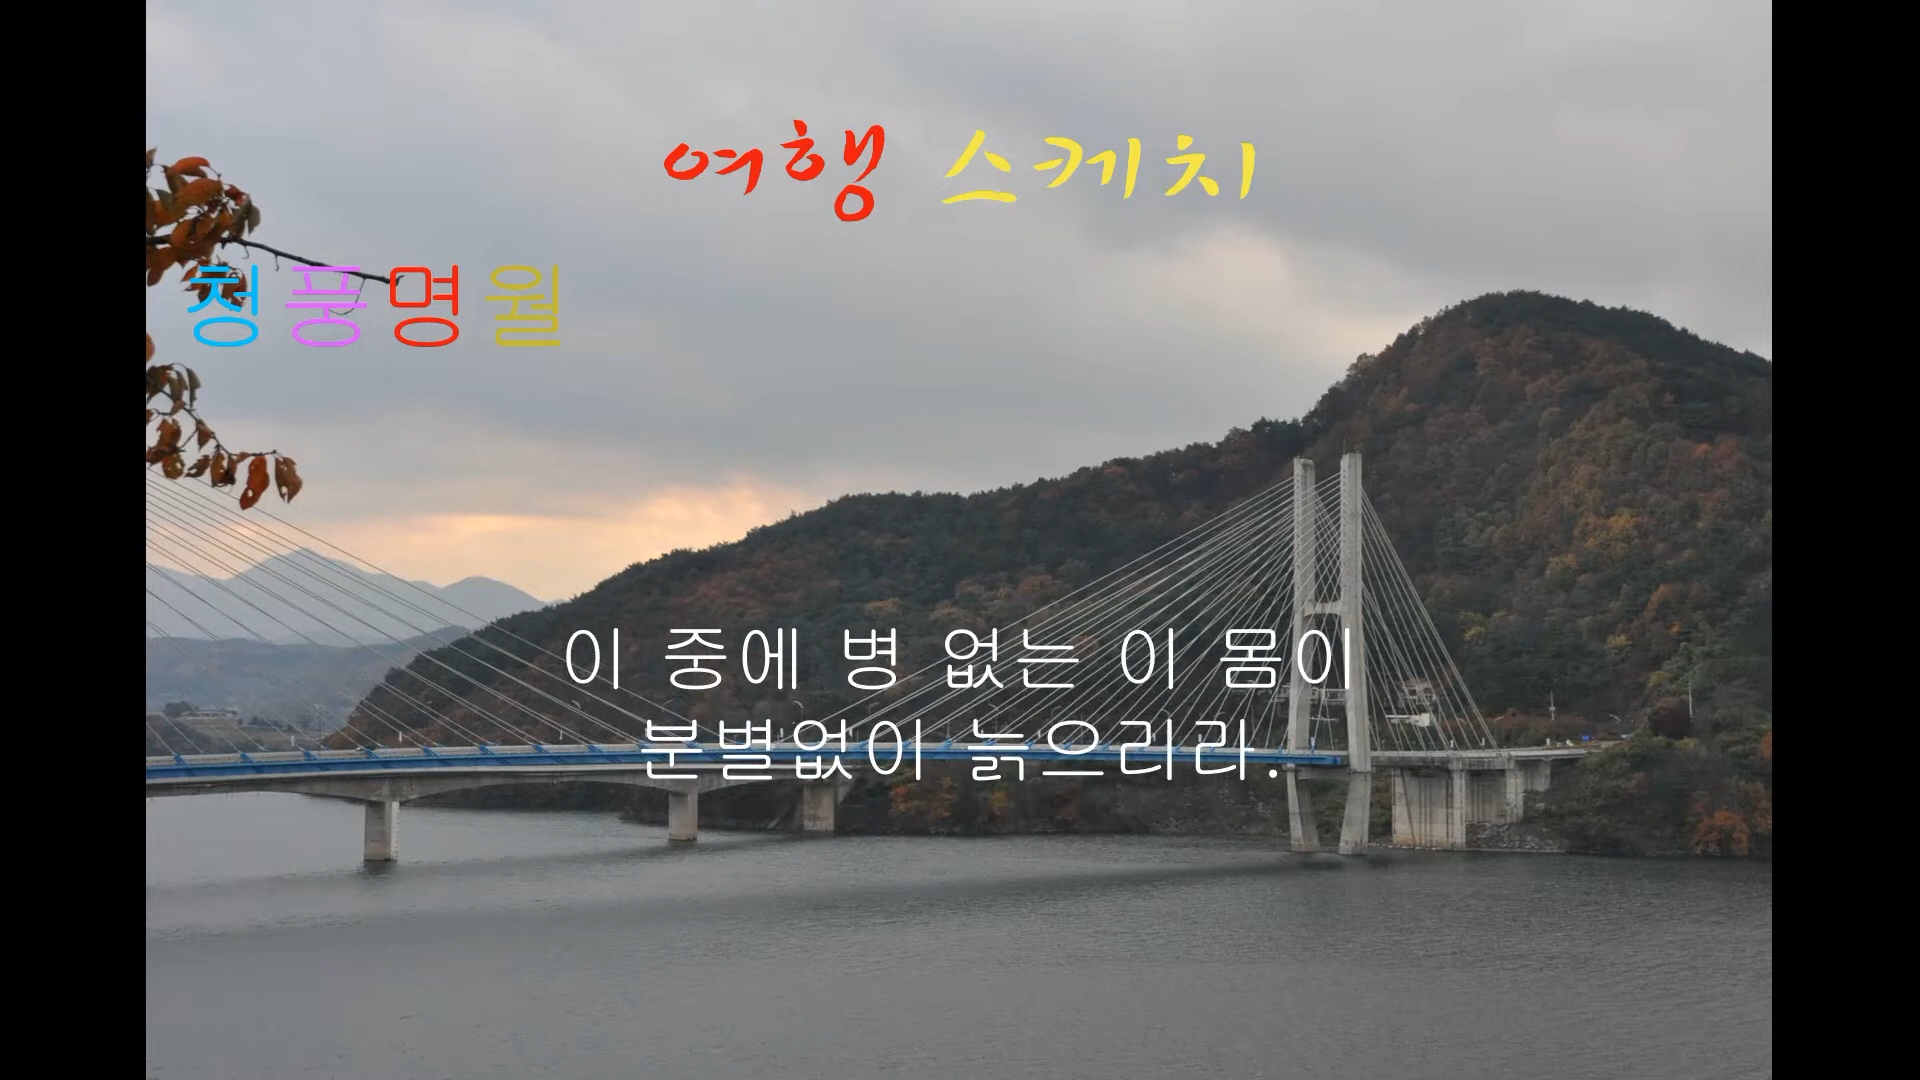 여행 스케치
청풍명월
이 중에 병 없는 이 몸이
분별없이 늙으리라.